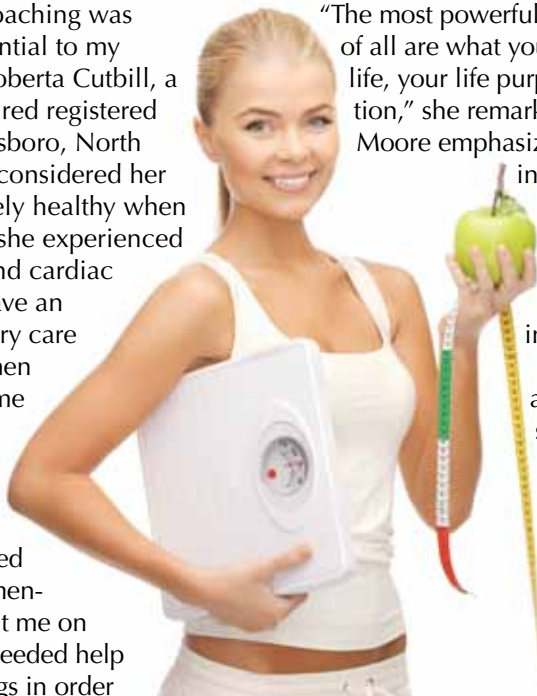 oaching was
ntial to my
oberta Cutbill, a
red registered
sboro, North
considered her
ely healthy when
she experienced
nd cardiac
ave an
ry care
hen
me
ed
nen-
t me on
eeded help
gs in order
“The most powerful
of all are what you
life, your life purp
tion,” she remark
Moore emphasiz
in
in
a
s